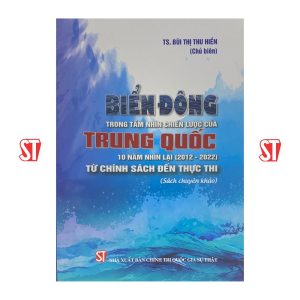 TS. BÙI THỊ THU HIỀN
(Chủ biên)
BIỂN ĐÔNG
TRONG TẦM NHÌN CHIẾN LƯỢC CỦA
TRUNG QUỐC
10 NĂM NHÌN LẠI (2012 - 2022)
TỪ CHÍNH SÁCH ĐẾN THỰC THI
(Sách chuyên khảo)
ST
ST
ST
NHÀ XUẤT BẢN CHÍNH TRỊ QUỐC GIA SỰ THẬT